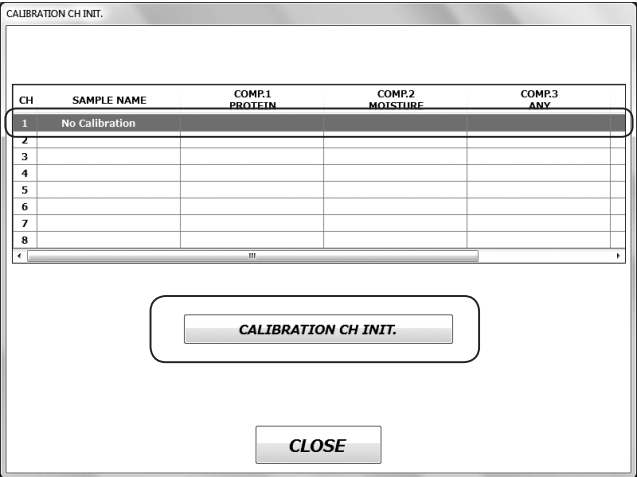 CALIBRATION CH INIT.
CH SAMPLE NAME COMP.1 PROTEIN COMP.2 MOISTURE COMP.3 ANY
1 No Calibration
2
3
4
5
6
7
8
CALIBRATION CH INIT.
CLOSE